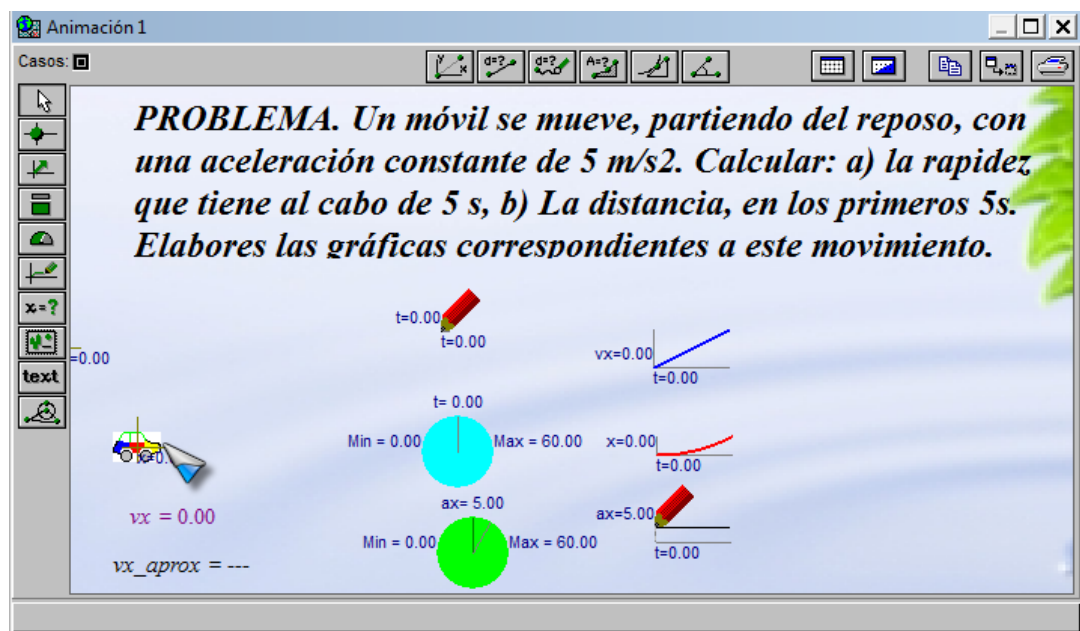 Animación 1
Casos:
PROBLEMA. Un móvil se mueve, partiendo del reposo, con
una aceleración constante de 5 m/s2. Calcular: a) la rapidez
que tiene al cabo de 5 s, b) La distancia, en los primeros 5s.
Elabores las gráficas correspondientes a este movimiento.
t=0.00
t=0.00
=0.00
vx=0.00
t=0.00
text
t= 0.00
Min = 0.00 Max = 60.00
x=0.00
t=0.00
vx = 0.00
ax= 5.00
Min = 0.00 Max = 60.00
ax=5.00
t=0.00
vx_aprox = ---